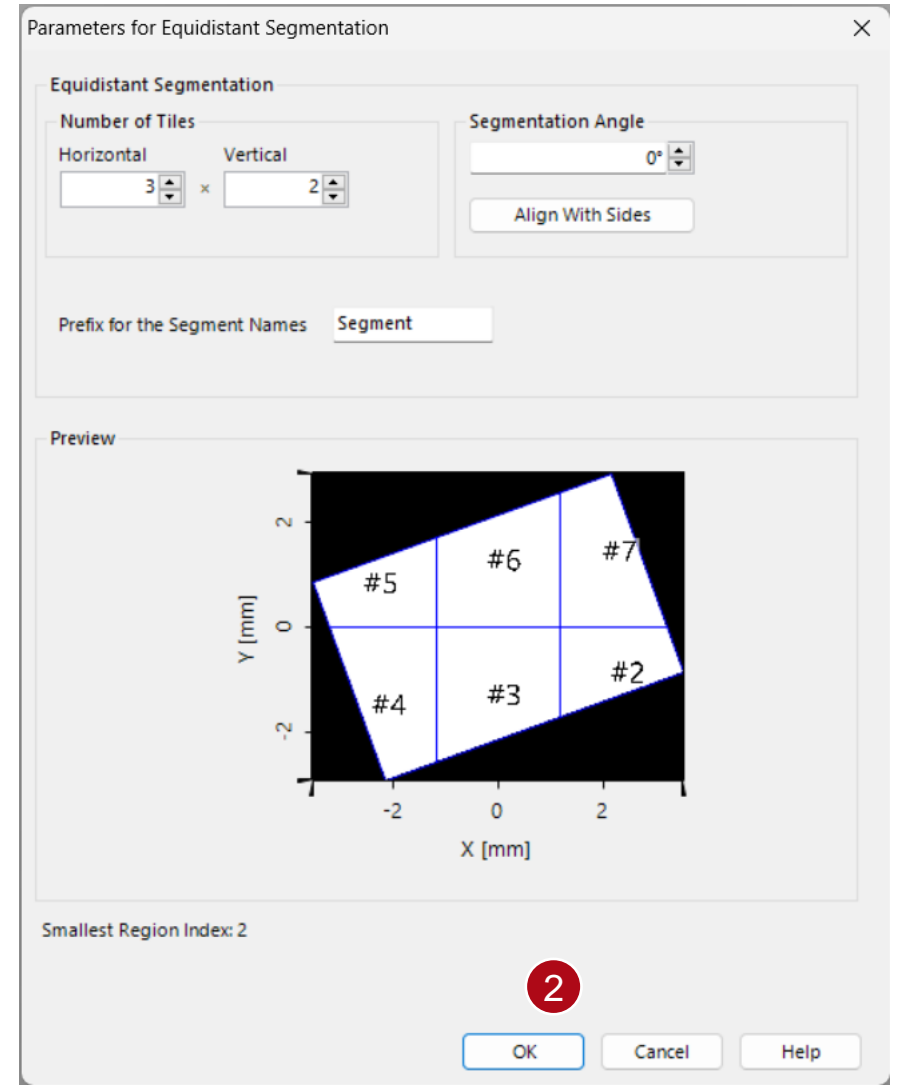 Parameters for Equidistant Segmentation
Equidistant Segmentation
Number of Tiles
Horizontal Vertical
3 × 2
Segmentation Angle
0°
Align With Sides
Prefix for the Segment Names Segment
Preview
2
0
-2
Y [mm]
#5 #6 #7
#4 #3 #2
-2 0 2
X [mm]
Smallest Region Index: 2
2
OK Cancel Help